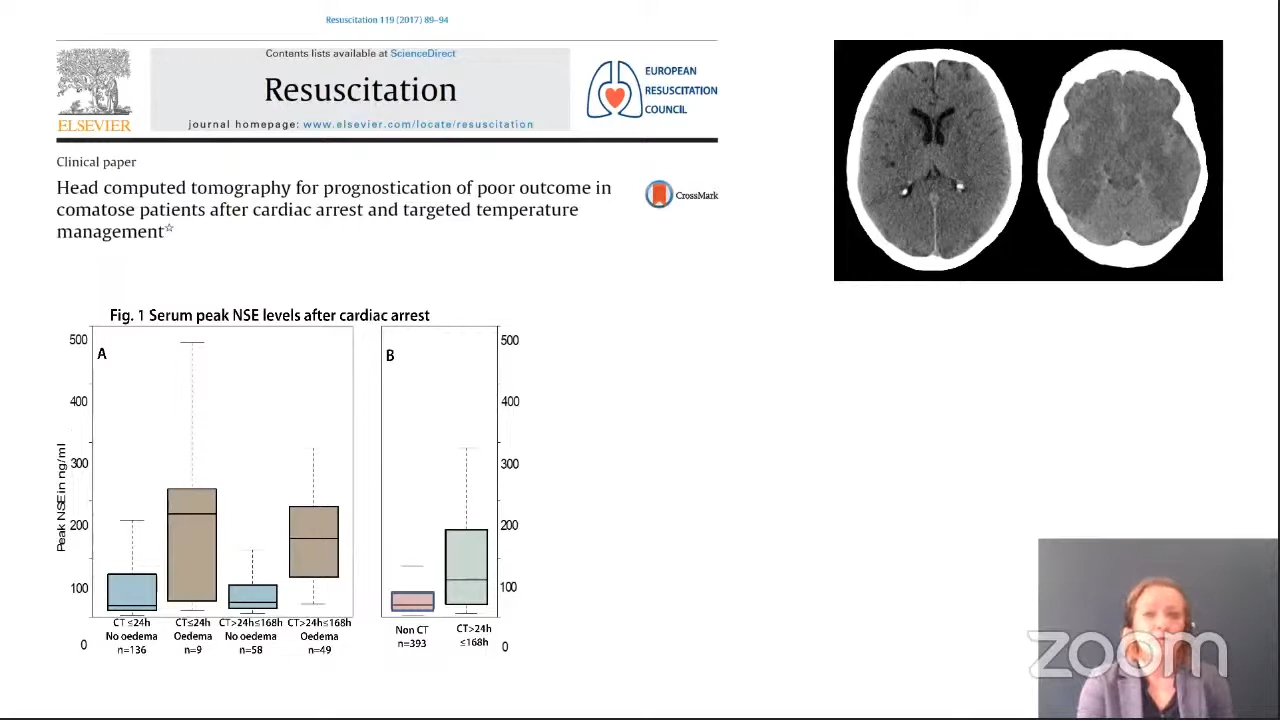 Resuscitation 119 (2017) 89–94
Contents lists available at ScienceDirect
Resuscitation
journal homepage: www.elsevier.com/locate/resuscitation
ELSEVIER
EUROPEAN
RESUSCITATION
COUNCIL
Clinical paper
Head computed tomography for prognostication of poor outcome in
comatose patients after cardiac arrest and targeted temperature
management☆
CrossMark
Fig. 1 Serum peak NSE levels after cardiac arrest
A
B
Peak NSE in ng/ml
500
400
300
200
100
0
500
400
300
200
100
0
CT ≤24h
No oedema
n=136
CT≤24h
Oedema
n=9
CT>24h≤168h
No oedema
n=58
CT>24h≤168h
Oedema
n=49
Non CT
n=393
CT>24h
≤168h
zoom